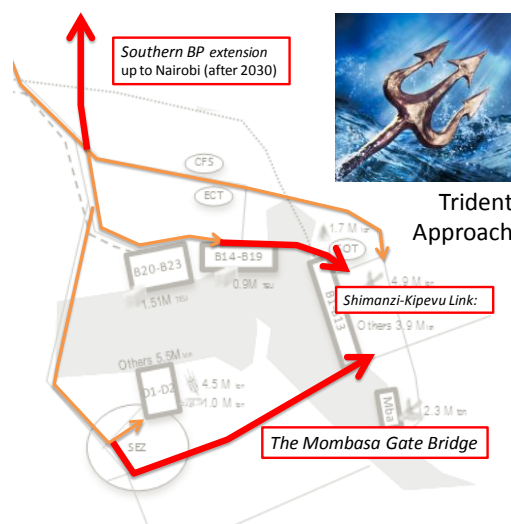 Southern BP extension
up to Nairobi (after 2030)
Trident
Approach
CFS
ECT
1.7 M
B14-B19
B20-B23
0.9M
4.9 M
1.51M
Shimanzi-Kipevu Link:
Others 3.9 M
Others 5.5M
D1-D2
4.5 M
1.0 M
Mba
2.3 M
The Mombasa Gate Bridge
SEZ